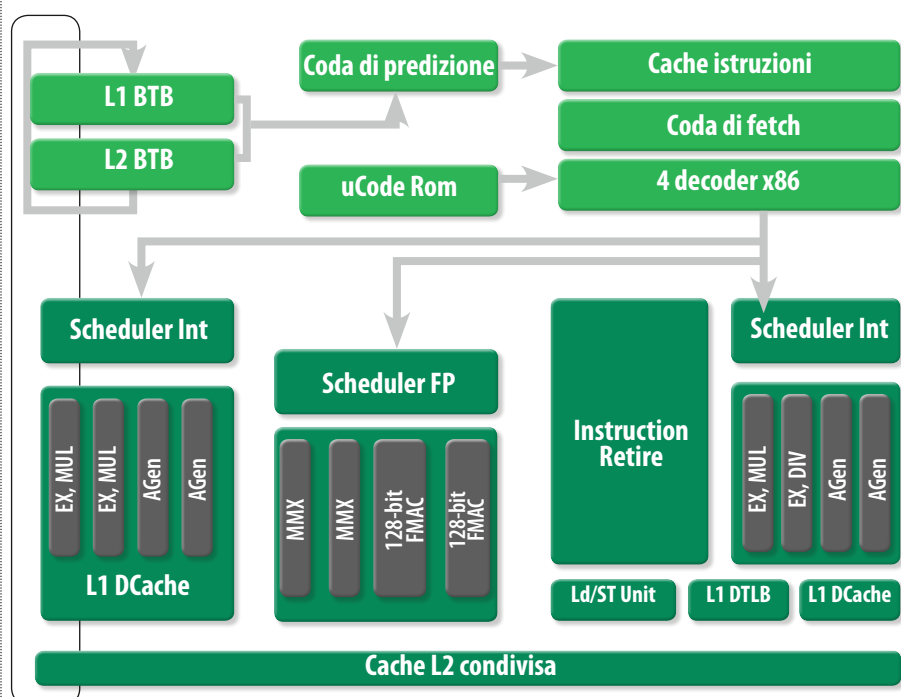 L1 BTB
L2 BTB
Coda di predizione
uCode Rom
Cache istruzioni
Coda di fetch
4 decoder x86
Scheduler Int
EX, MUL
EX, MUL
AGen
AGen
L1 DCache
Scheduler FP
MMX
MMX
128-bit
FMAC
128-bit
FMAC
Instruction
Retire
Scheduler Int
EX, MUL
EX, DIV
AGen
AGen
Ld/ST Unit
L1 DTLB
L1 DCache
Cache L2 condivisa